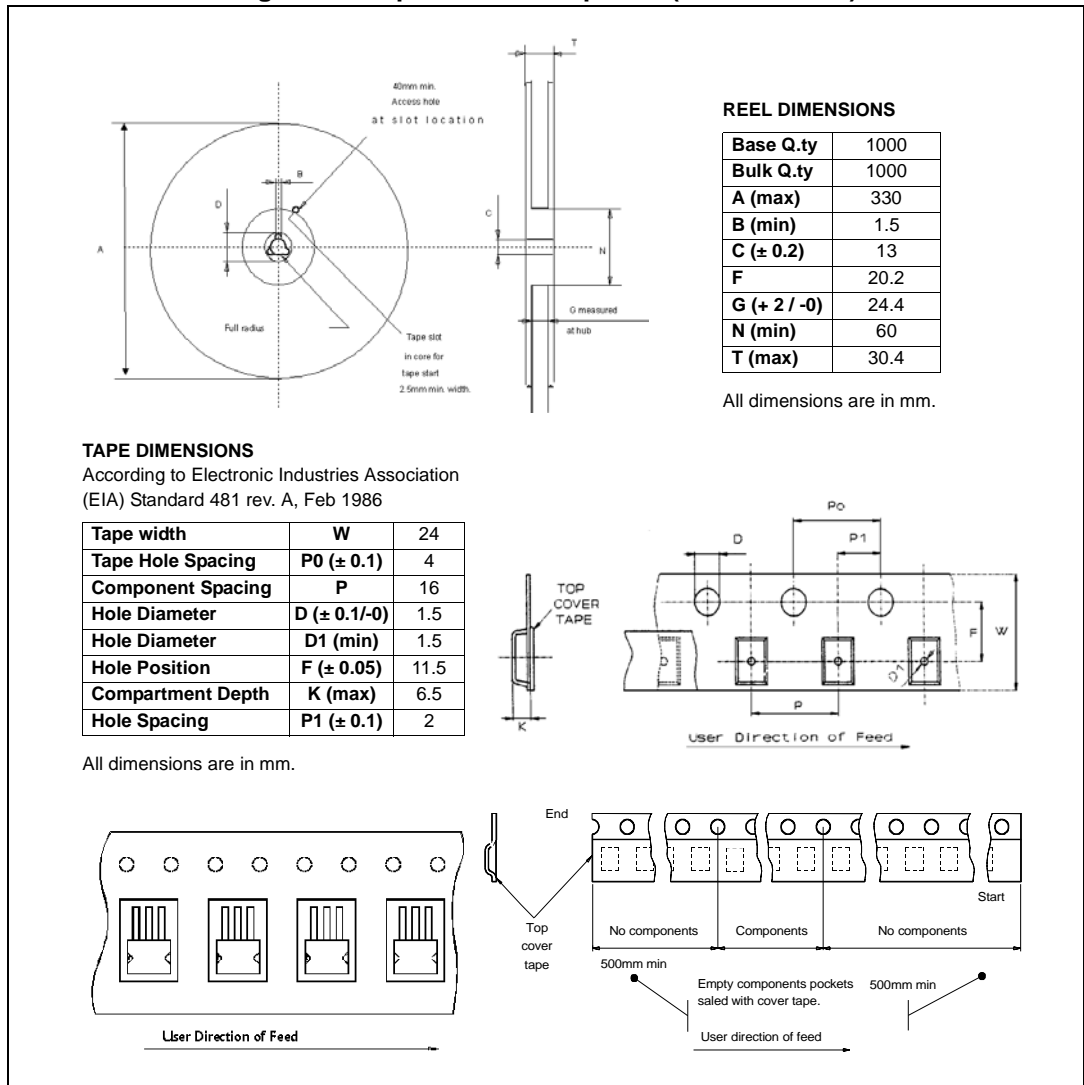 T
40mm min.
Access hole
at slot location
B
D
C
A
N
G measured
at hub
Full radius
Tape slot
in core for
tape start
2.5mm min. width.
REEL DIMENSIONS
Base Q.ty 1000
Bulk Q.ty 1000
A (max) 330
B (min) 1.5
C (± 0.2) 13
F 20.2
G (+ 2 / -0) 24.4
N (min) 60
T (max) 30.4
All dimensions are in mm.
TAPE DIMENSIONS
According to Electronic Industries Association
(EIA) Standard 481 rev. A, Feb 1986
Tape width W 24
Tape Hole Spacing P0 (± 0.1) 4
Component Spacing P 16
Hole Diameter D (± 0.1/-0) 1.5
Hole Diameter D1 (min) 1.5
Hole Position F (± 0.05) 11.5
Compartment Depth K (max) 6.5
Hole Spacing P1 (± 0.1) 2
All dimensions are in mm.
Po
D
P1
TOP
COVER
TAPE
F
W
D1
K
P
User Direction of Feed
User Direction of Feed
End
Start
Top
cover
tape
No components
Components
No components
500mm min
Empty components pockets
saled with cover tape.
500mm min
User direction of feed